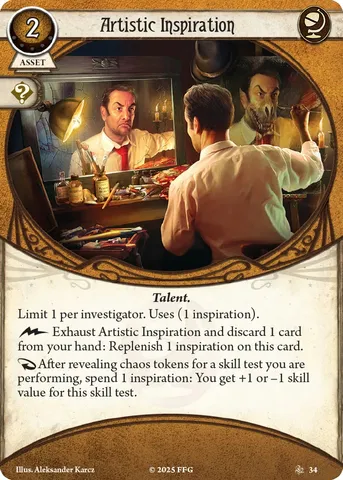 2
Artistic Inspiration
ASSET
?
Talent.
Limit 1 per investigator. Uses (1 inspiration).
Exhaust Artistic Inspiration and discard 1 card
from your hand: Replenish 1 inspiration on this card.
After revealing chaos tokens for a skill test you are
performing, spend 1 inspiration: You get +1 or –1 skill
value for this skill test.
Illus. Aleksander Karcz © 2025 FFG 34